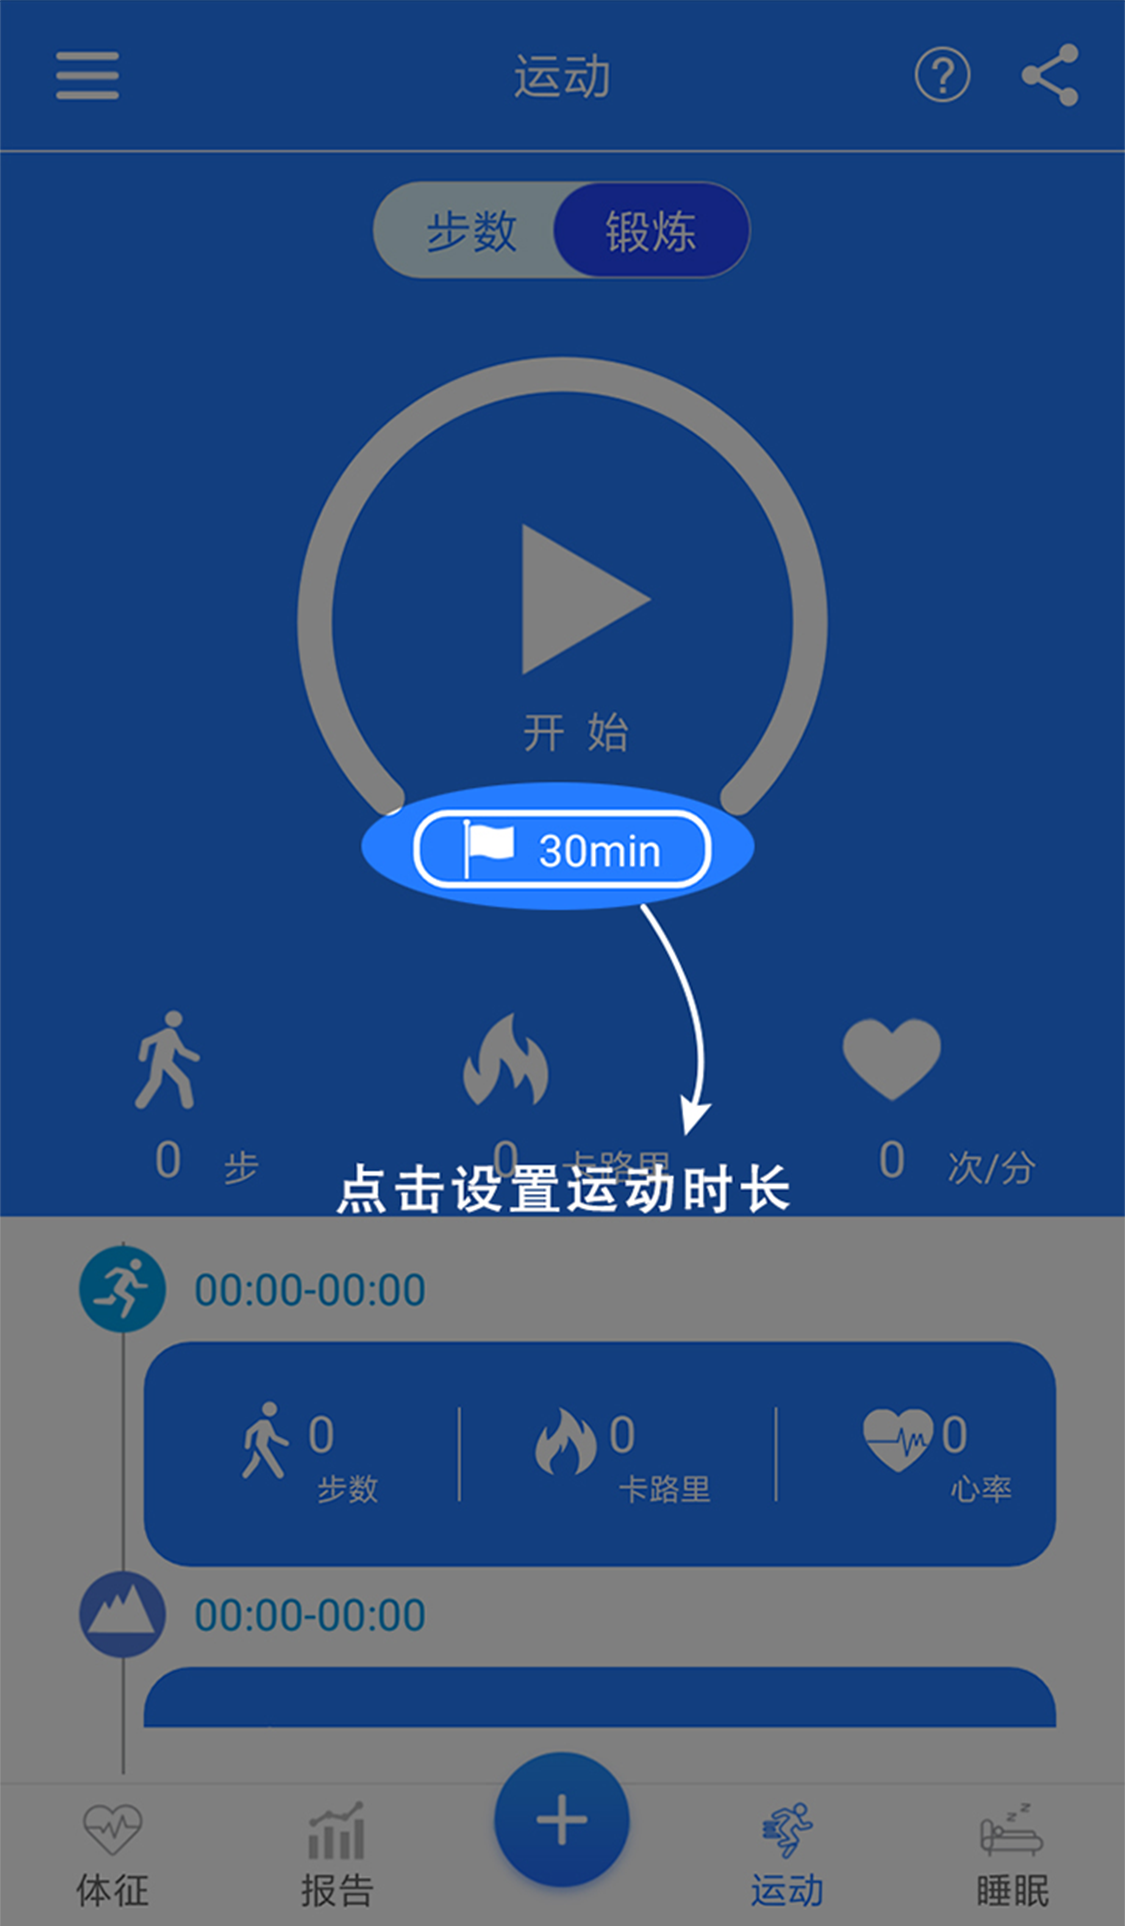 运动
步数 锻炼
开 始
30min
0 步 0 卡路里 0 次/分
点击设置运动时长
00:00-00:00
0 0 0
步数 卡路里 心率
00:00-00:00
体征 报告 运动 睡眠